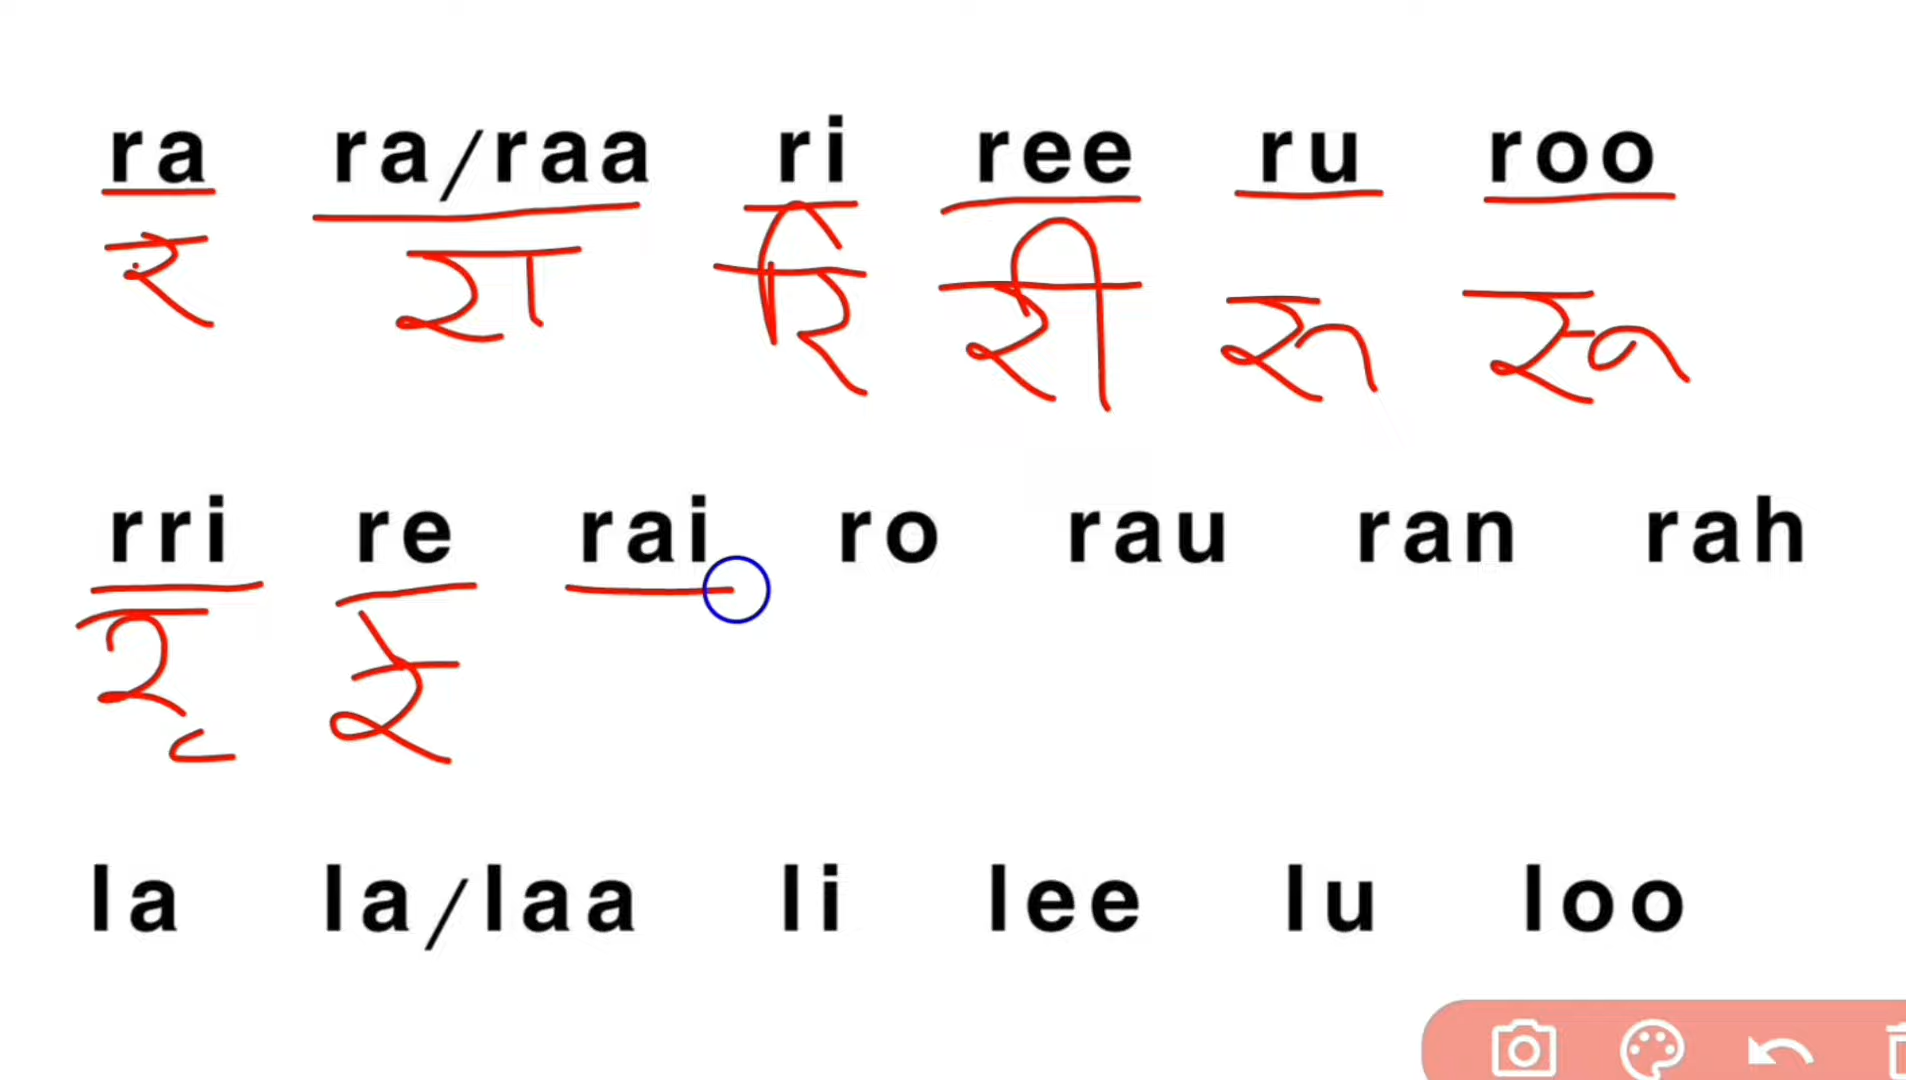 ra ra/raa ri ree ru roo
र रा रि री रु रू
rri re rai ro rau ran rah
रृ रे
la la/laa li lee lu loo